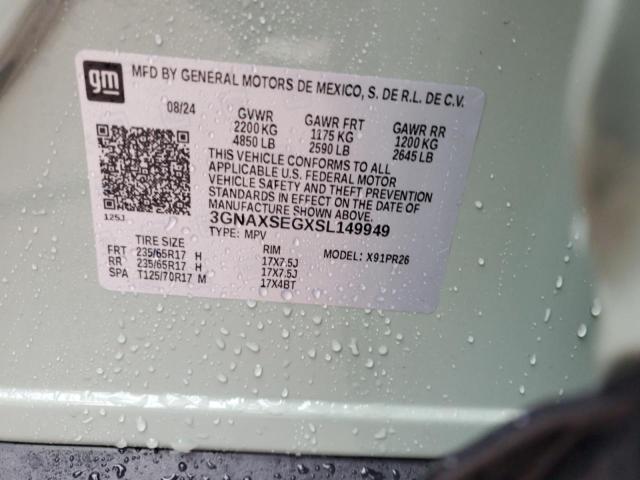 gm
MFD BY GENERAL MOTORS DE MEXICO, S. DE R.L. DE C.V.
08/24 GVWR GAWR FRT GAWR RR
2200 KG 1175 KG 1200 KG
4850 LB 2590 LB 2645 LB
THIS VEHICLE CONFORMS TO ALL
APPLICABLE U.S. FEDERAL MOTOR
VEHICLE SAFETY AND THEFT PREVENTION
STANDARDS IN EFFECT ON THE DATE OF
MANUFACTURE SHOWN ABOVE.
125J 3GNAXSEGXSL149949
TYPE: MPV
TIRE SIZE RIM MODEL: X91PR26
FRT 235/65R17 H 17X7.5J
RR 235/65R17 H 17X7.5J
SPA T125/70R17 M 17X4BT